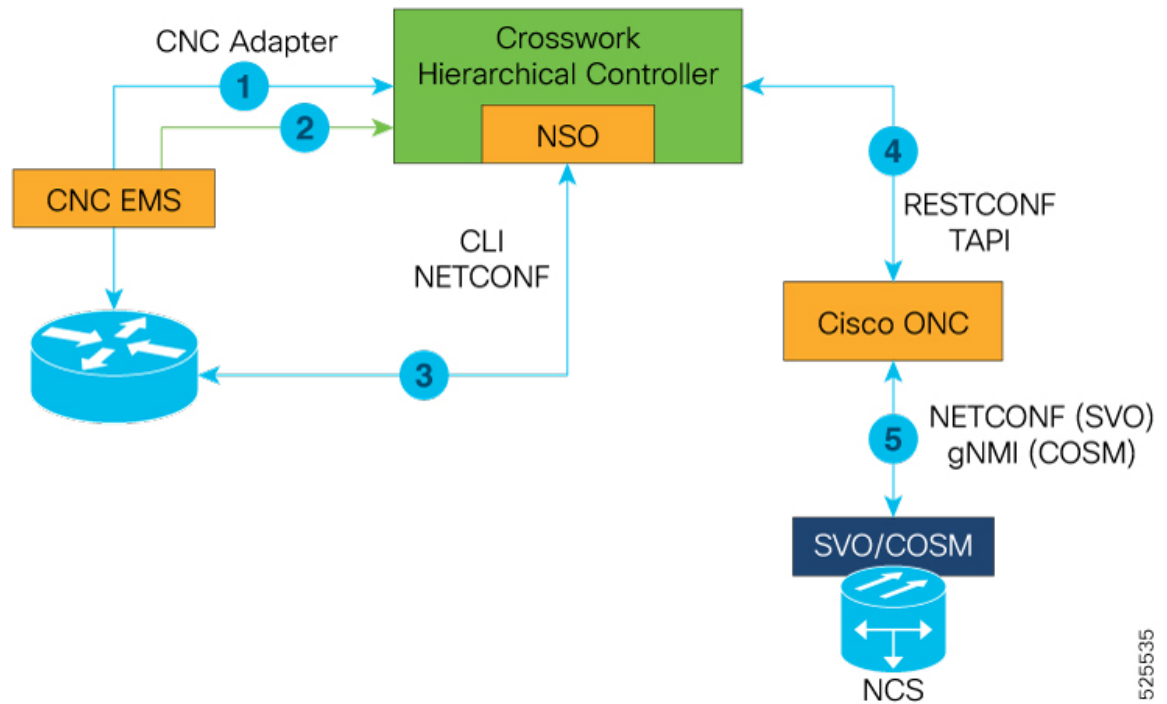 CNC Adapter
Crosswork
Hierarchical Controller
1
2
NSO
4
CNC EMS
CLI
NETCONF
RESTCONF
TAPI
Cisco ONC
3
5
NETCONF (SVO)
gNMI (COSM)
SVO/COSM
NCS
525535